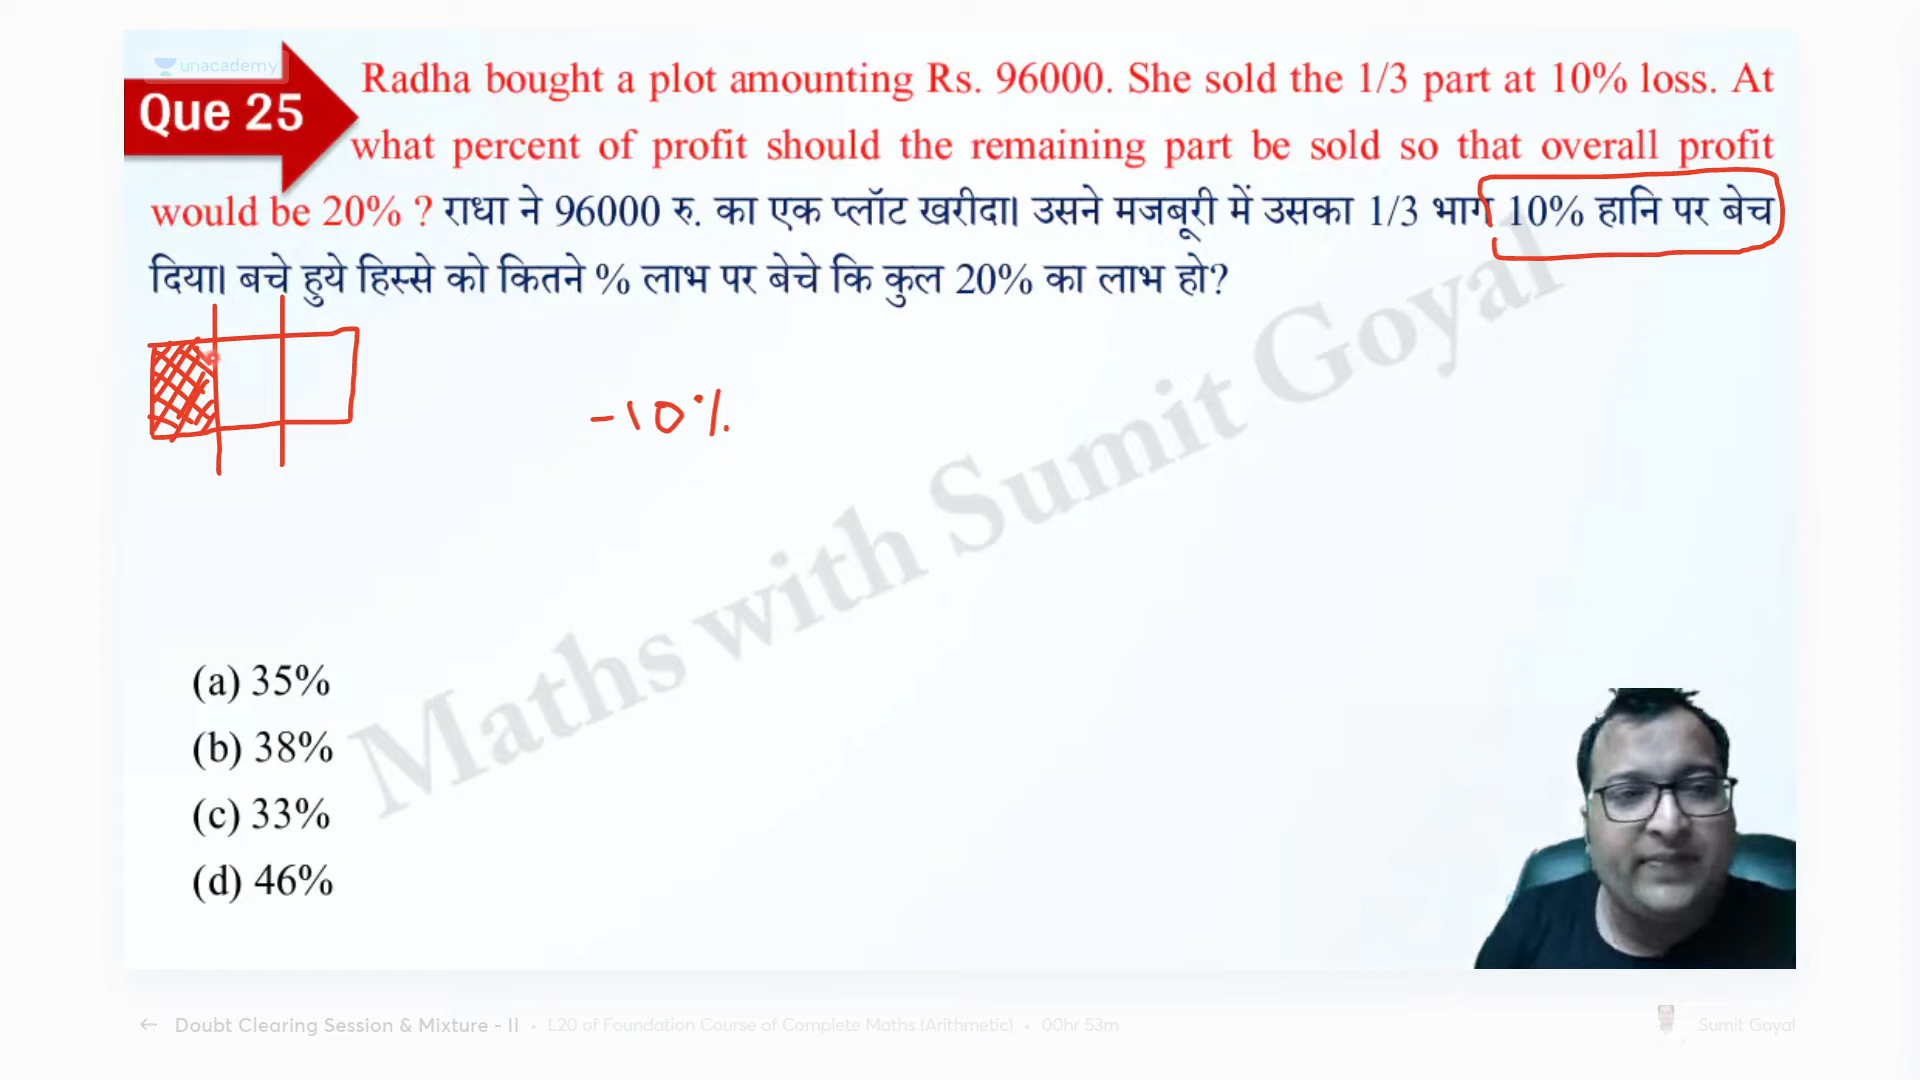 unacademy
Que 25
Radha bought a plot amounting Rs. 96000. She sold the 1/3 part at 10% loss. At
what percent of profit should the remaining part be sold so that overall profit
would be 20% ? राधा ने 96000 रु. का एक प्लॉट खरीदा। उसने मजबूरी में उसका 1/3 भाग 10% हानि पर बेच
दिया। बचे हुये हिस्से को कितने % लाभ पर बेचे कि कुल 20% का लाभ हो?
-10%
Maths with Sumit Goyal
(a) 35%
(b) 38%
(c) 33%
(d) 46%
← Doubt Clearing Session & Mixture - II • L20 of Foundation Course of Complete Maths (Arithmetic) • 00hr 53m
Sumit Goyal